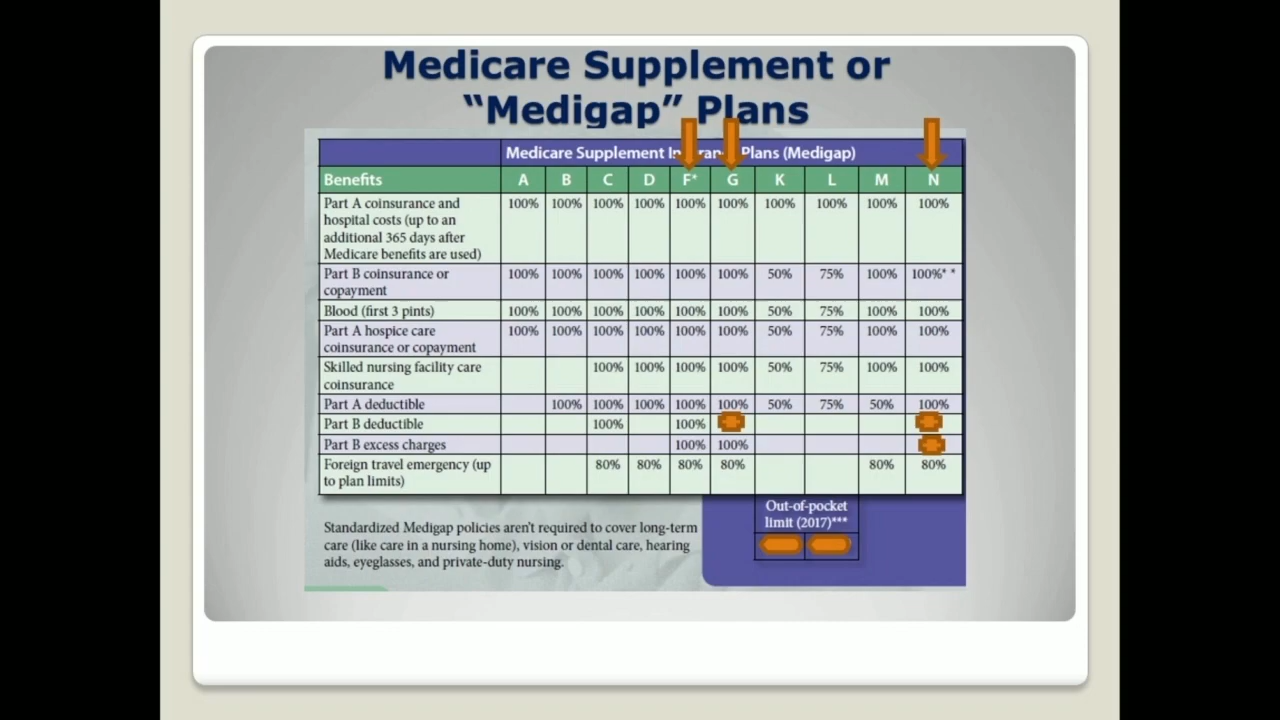 Medicare Supplement or
“Medigap” Plans
Medicare Supplement Plans (Medigap)
Benefits A B C D F* G K L M N
Part A coinsurance and 100% 100% 100% 100% 100% 100% 100% 100% 100% 100%
hospital costs (up to an
additional 365 days after
Medicare benefits are used)
Part B coinsurance or 100% 100% 100% 100% 100% 100% 50% 75% 100% 100%* *
copayment
Blood (first 3 pints) 100% 100% 100% 100% 100% 100% 50% 75% 100% 100%
Part A hospice care 100% 100% 100% 100% 100% 100% 50% 75% 100% 100%
coinsurance or copayment
Skilled nursing facility care 100% 100% 100% 100% 50% 75% 100% 100%
coinsurance
Part A deductible 100% 100% 100% 100% 100% 50% 75% 50% 100%
Part B deductible 100% 100%
Part B excess charges 100% 100%
Foreign travel emergency (up 80% 80% 80% 80% 80% 80%
to plan limits)
Out-of-pocket
limit (2017)***
Standardized Medigap policies aren’t required to cover long-term
care (like care in a nursing home), vision or dental care, hearing
aids, eyeglasses, and private-duty nursing.